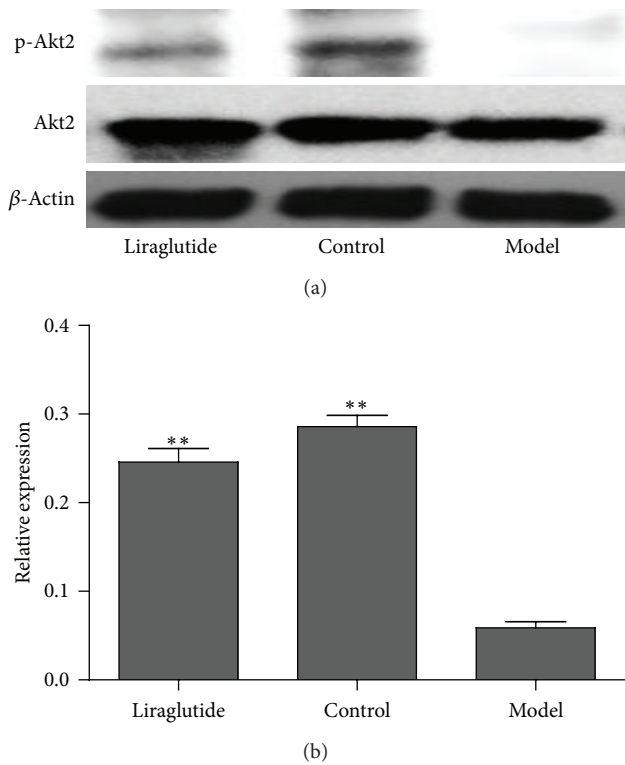 p-Akt2
Akt2
β-Actin
Liraglutide Control Model
(a)
0.4
0.3
0.2
0.1
0.0
Relative expression
** ** 
Liraglutide Control Model
(b)